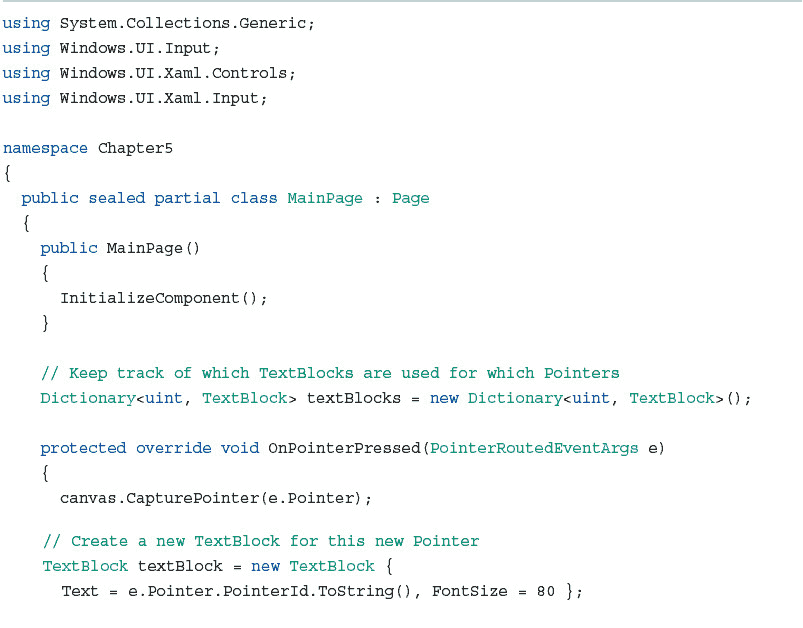 using System.Collections.Generic;
using Windows.UI.Input;
using Windows.UI.Xaml.Controls;
using Windows.UI.Xaml.Input;

namespace Chapter5
{
  public sealed partial class MainPage : Page
  {
    public MainPage()
    {
      InitializeComponent();
    }

    // Keep track of which TextBlocks are used for which Pointers
    Dictionary<uint, TextBlock> textBlocks = new Dictionary<uint, TextBlock>();

    protected override void OnPointerPressed(PointerRoutedEventArgs e)
    {
      canvas.CapturePointer(e.Pointer);

    // Create a new TextBlock for this new Pointer
    TextBlock textBlock = new TextBlock {
      Text = e.Pointer.PointerId.ToString(), FontSize = 80 };